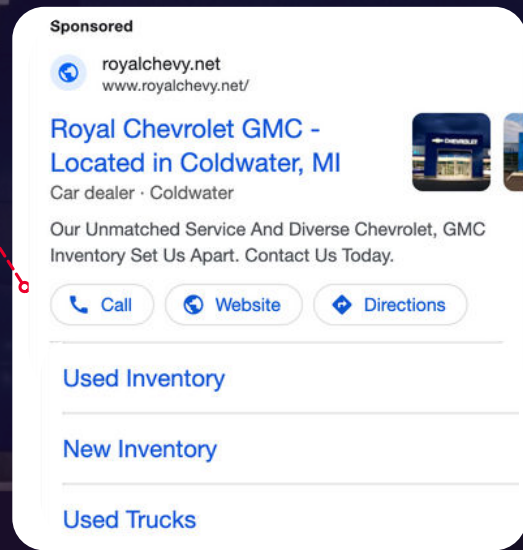 Sponsored
royalchevy.net
www.royalchevy.net/
Royal Chevrolet GMC -
Located in Coldwater, MI
Car dealer · Coldwater
CHEVROLET
Our Unmatched Service And Diverse Chevrolet, GMC
Inventory Set Us Apart. Contact Us Today.
Call
Website
Directions
Used Inventory
New Inventory
Used Trucks